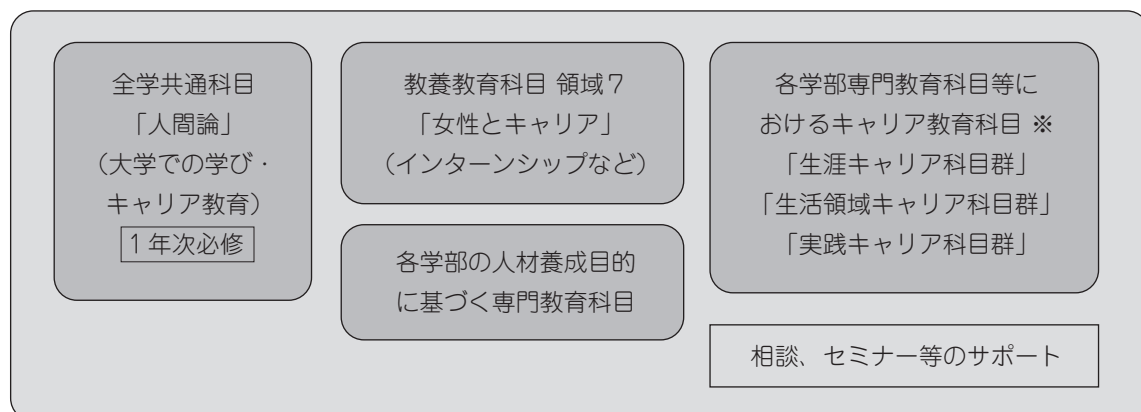 全学共通科目
「人間論」
（大学での学び・
キャリア教育）
1年次必修
教養教育科目 領域７
「女性とキャリア」
（インターンシップなど）
各学部の人材養成目的
に基づく専門教育科目
各学部専門教育科目等に
おけるキャリア教育科目 ※
「生涯キャリア科目群」
「生活領域キャリア科目群」
「実践キャリア科目群」
相談、セミナー等のサポート